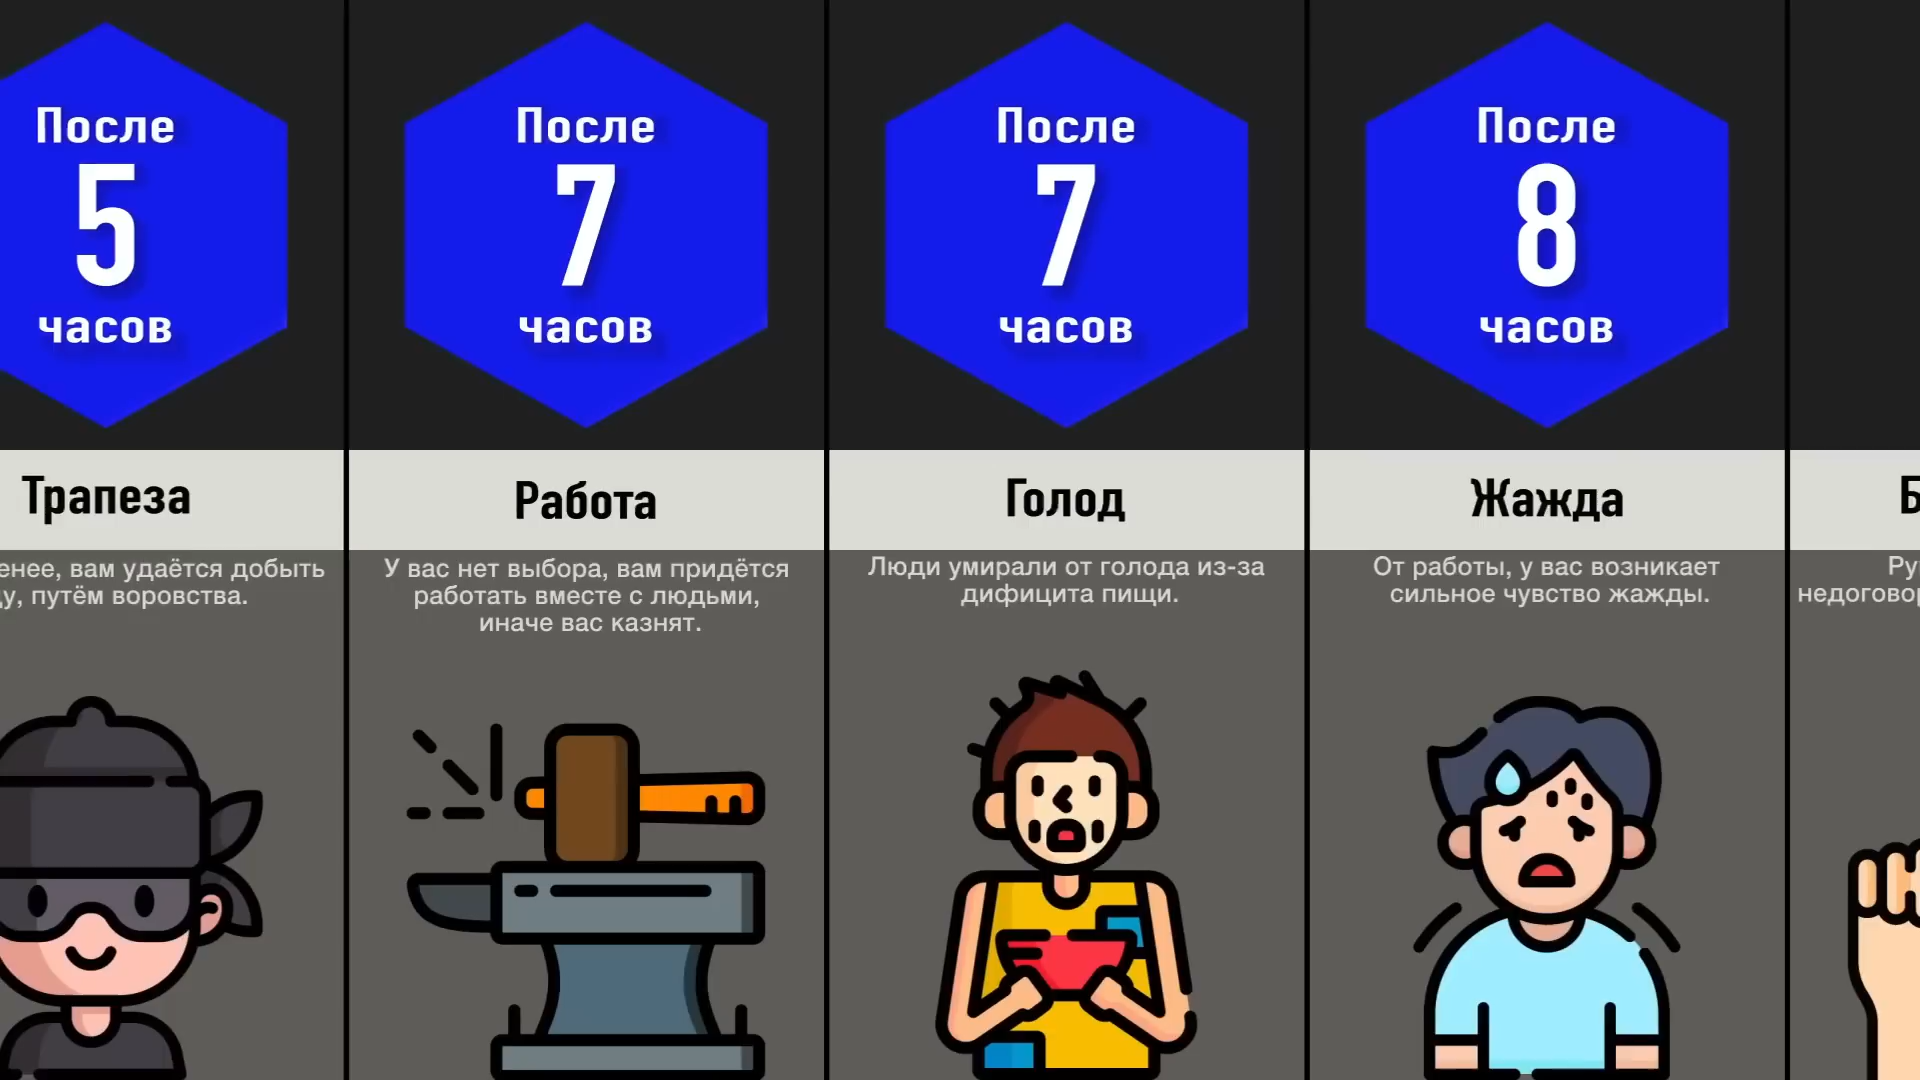 После
5
часов
Трапеза
вам удаётся добыть
путём воровства.
После
7
часов
Работа
У вас нет выбора, вам придётся
работать вместе с людьми,
иначе вас казнят.
После
7
часов
Голод
Люди умирали от голода из-за
дифицита пищи.
После
8
часов
Жажда
От работы, у вас возникает
сильное чувство жажды.